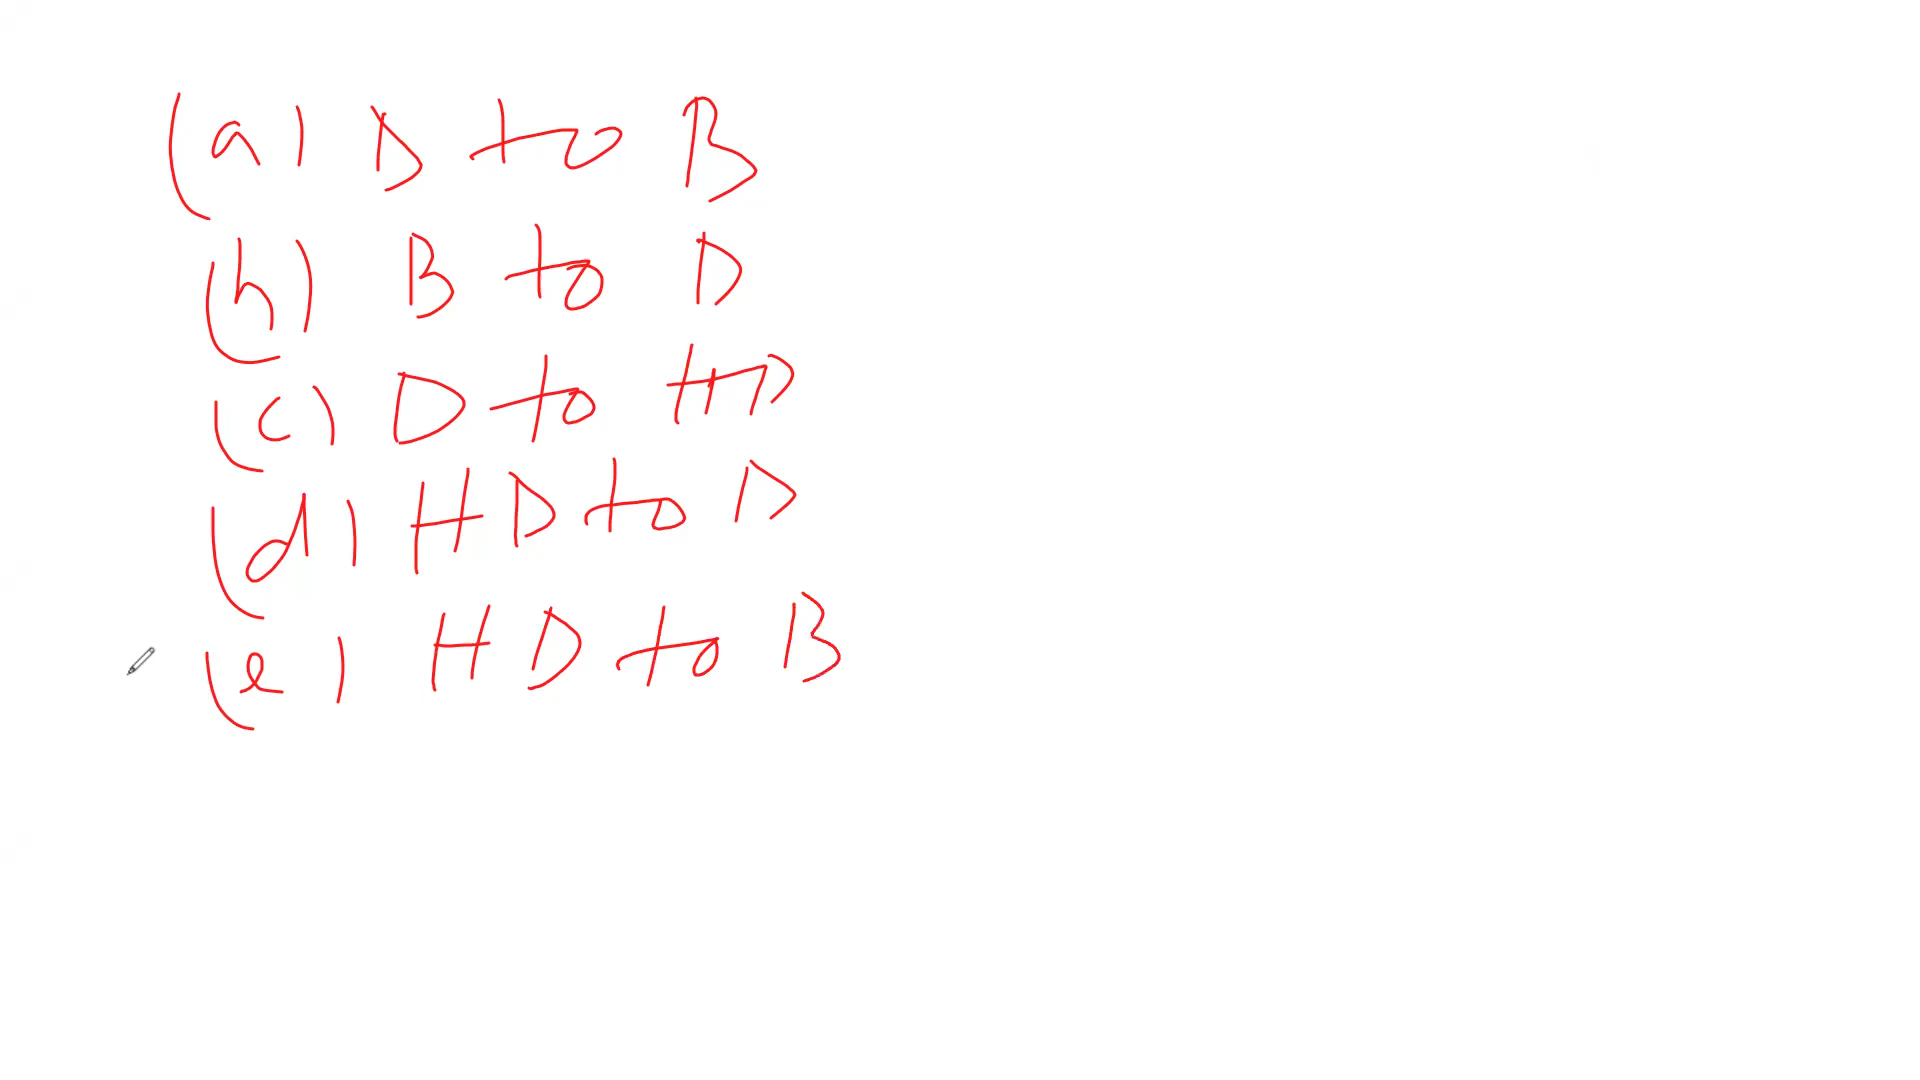 (a) D to B
(b) B to D
(c) D to HD
(d) HD to D
(e) HD to B